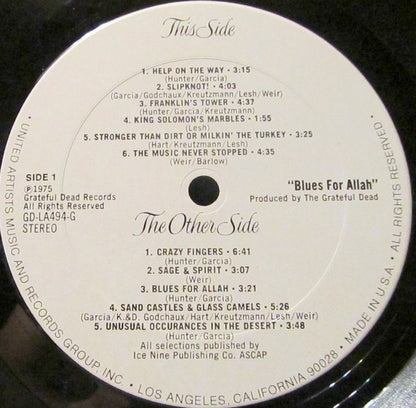 This Side
1. HELP ON THE WAY • 3:15
(Hunter/Garcia)
2. SLIPKNOT! • 4:03
(Garcia/Godchaux/Kreutzmann/Lesh/Weir)
3. FRANKLIN'S TOWER • 4:37
(Hunter/Garcia/Kreutzmann)
4. KING SOLOMON'S MARBLES • 1:55
(Lesh)
5. STRONGER THAN DIRT OR MILKIN' THE TURKEY • 3:25
(Hart/Kreutzmann/Lesh)
6. THE MUSIC NEVER STOPPED • 4:35
(Weir/Barlow)
SIDE 1
℗1975
Grateful Dead Records
All Rights Reserved
GD-LA494-G
STEREO
"Blues For Allah"
Produced by The Grateful Dead
The Other Side
1. CRAZY FINGERS • 6:41
(Hunter/Garcia)
2. SAGE & SPIRIT • 3:07
(Weir)
3. BLUES FOR ALLAH • 3:21
(Hunter/Garcia)
4. SAND CASTLES & GLASS CAMELS • 5:26
(Garcia/K.&D. Godchaux/Hart/Kreutzmann/Lesh/Weir)
5. UNUSUAL OCCURANCES IN THE DESERT • 3:48
(Hunter/Garcia)
All selections published by
Ice Nine Publishing Co. ASCAP
• UNITED ARTISTS MUSIC AND RECORDS GROUP INC • LOS ANGELES, CALIFORNIA 90028 • MADE IN U.S.A. • ALL RIGHTS RESERVED.